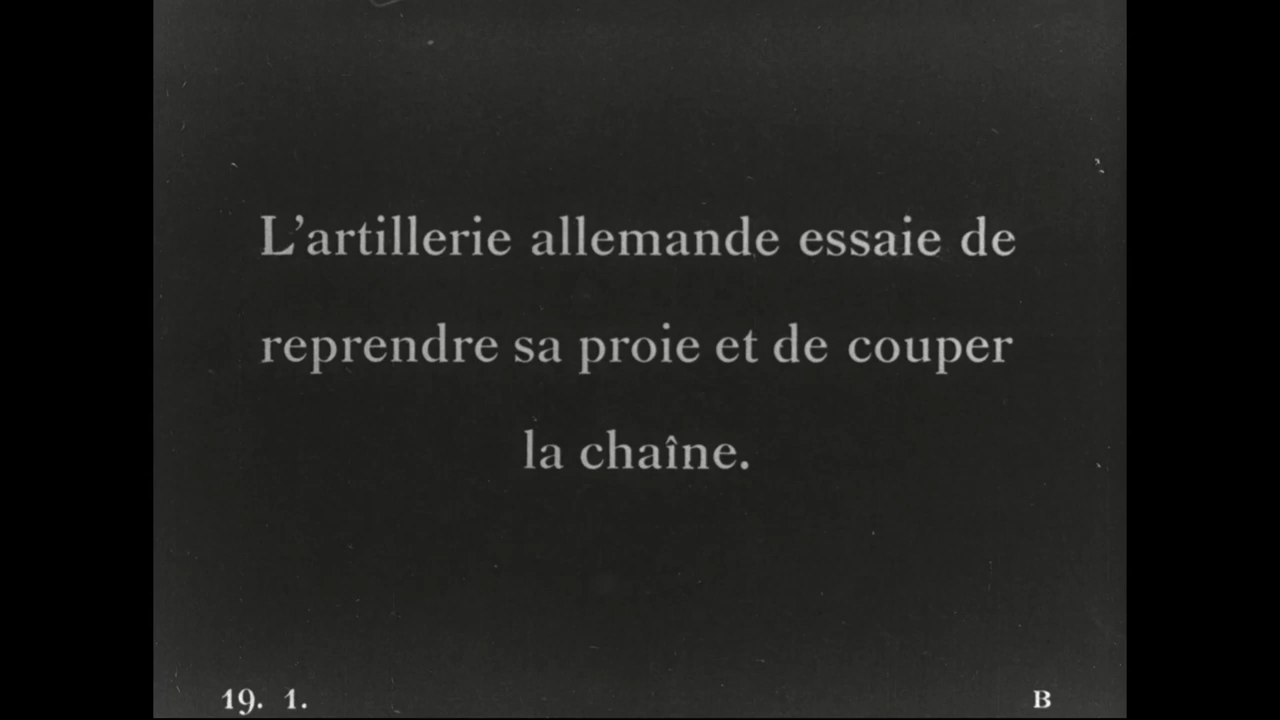 L'artillerie allemande essaie de
reprendre sa proie et de couper
la chaîne.
19. 1. B